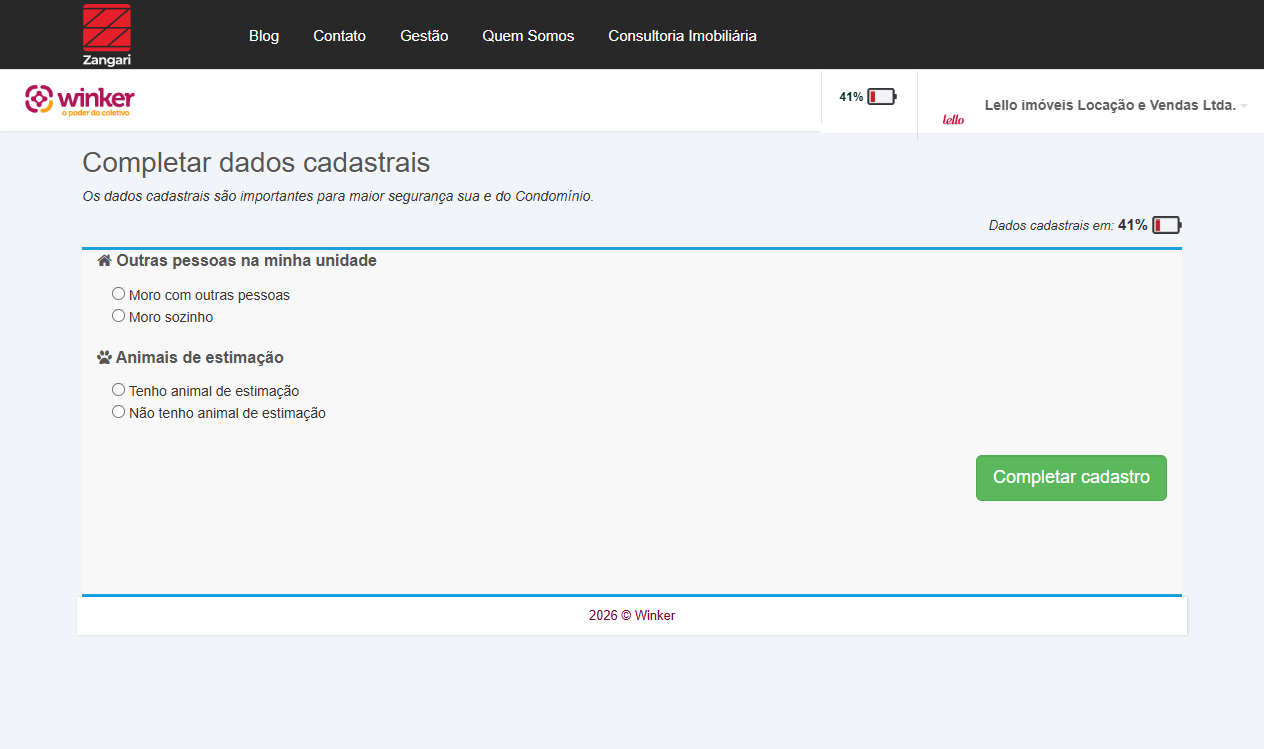 Zangari
Blog Contato Gestão Quem Somos Consultoria Imobiliária
winker
o poder do coletivo
41%
lello
Lello imóveis Locação e Vendas Ltda.
Completar dados cadastrais
Os dados cadastrais são importantes para maior segurança sua e do Condomínio.
Dados cadastrais em: 41%
Outras pessoas na minha unidade
Moro com outras pessoas
Moro sozinho
Animais de estimação
Tenho animal de estimação
Não tenho animal de estimação
Completar cadastro
2026 © Winker